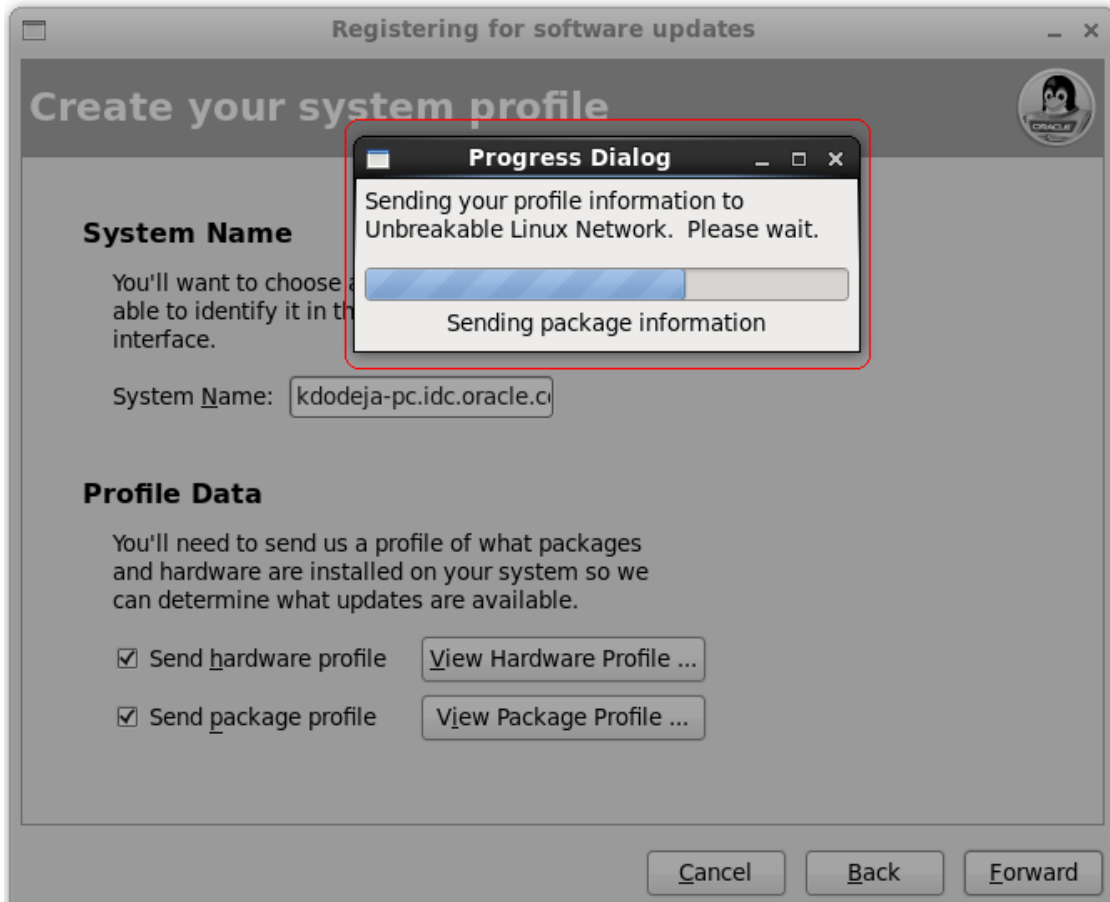 Registering for software updates
Create your system profile
ORACLE
Progress Dialog
Sending your profile information to
Unbreakable Linux Network.  Please wait.
Sending package information
System Name
You'll want to choose
able to identify it in th
interface.
System Name:
kdodeja-pc.idc.oracle.c
Profile Data
You'll need to send us a profile of what packages
and hardware are installed on your system so we
can determine what updates are available.
Send hardware profile
View Hardware Profile ...
Send package profile
View Package Profile ...
Cancel
Back
Forward